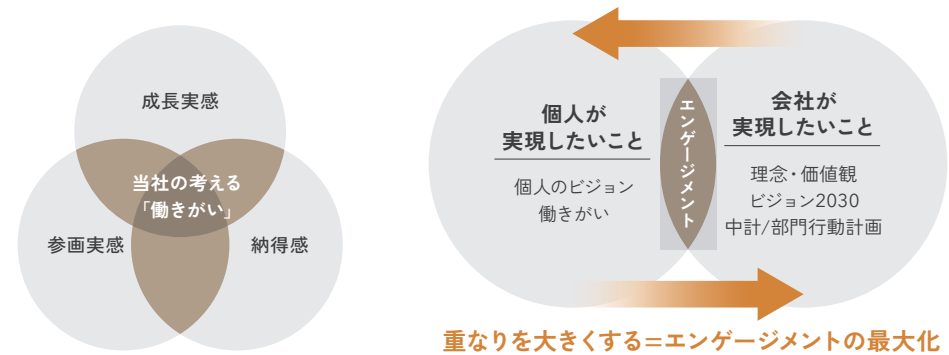 成長実感
当社の考える
「働きがい」
参画実感
納得感
個人が
実現したいこと
個人のビジョン
働きがい
エンゲージメント
会社が
実現したいこと
理念・価値観
ビジョン2030
中計/部門行動計画
重なりを大きくする=エンゲージメントの最大化